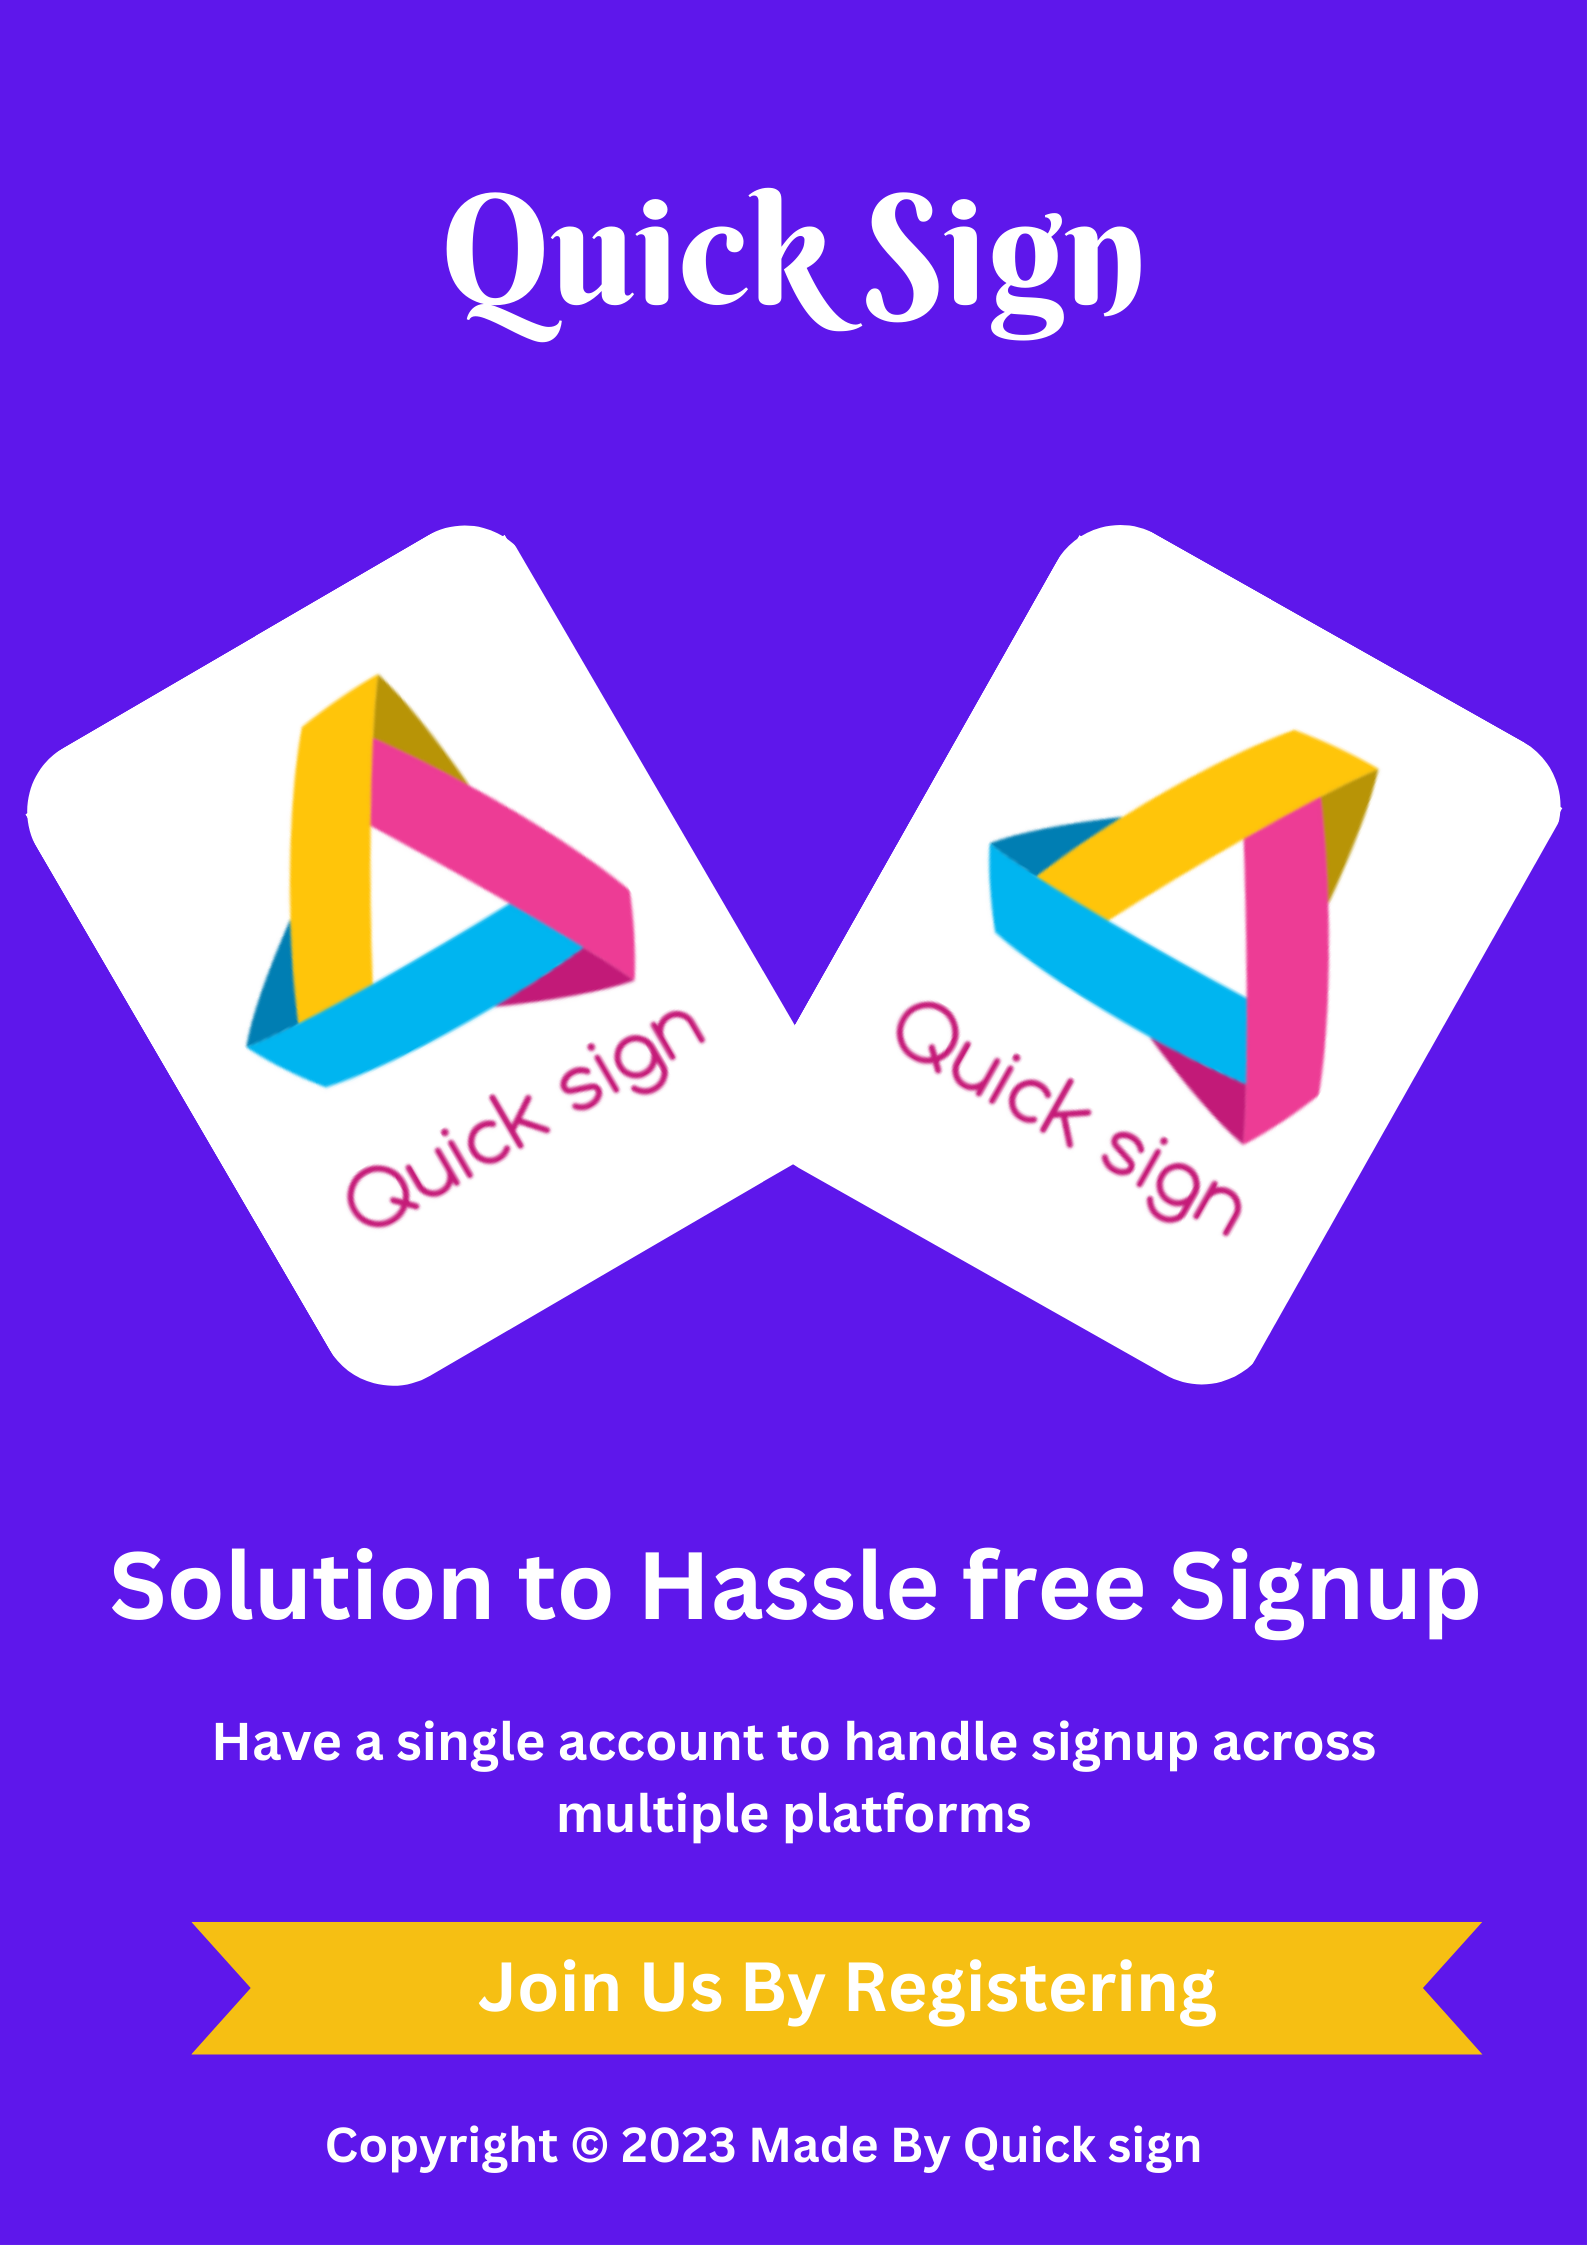 Quick Sign
Quick sign
Quick sign
Solution to Hassle free Signup
Have a single account to handle signup across
multiple platforms
Join Us By Registering
Copyright © 2023 Made By Quick sign